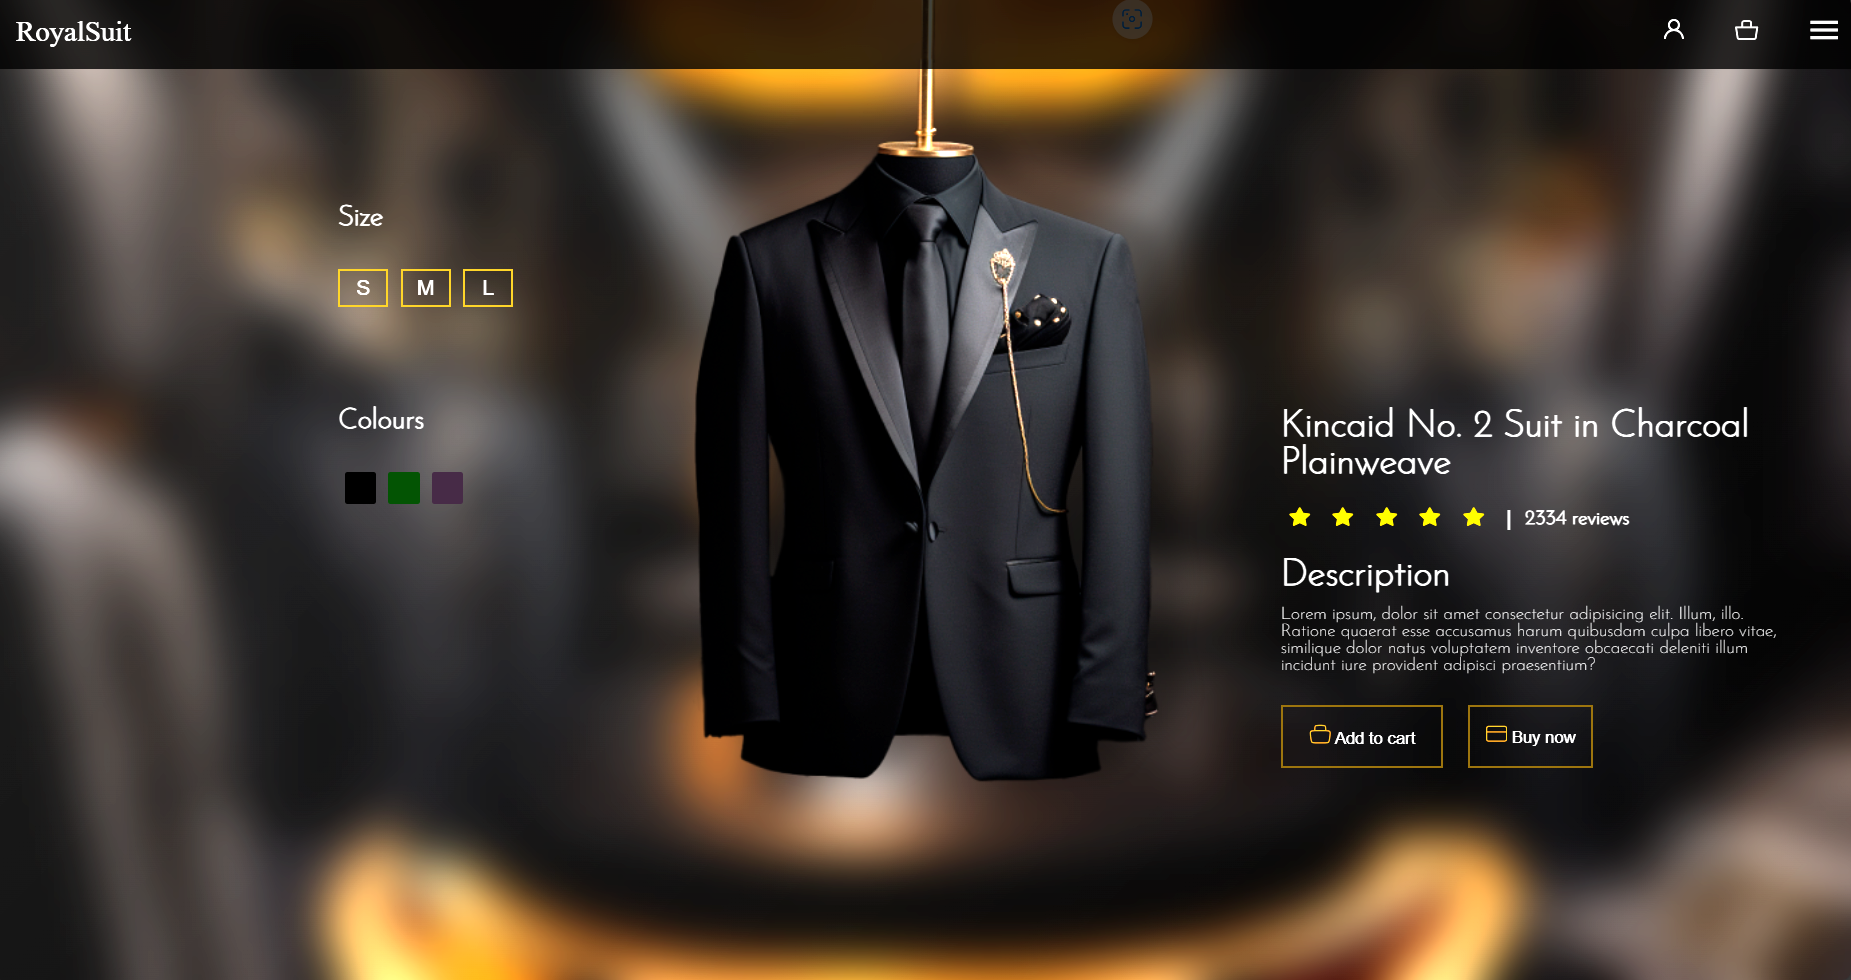 RoyalSuit
Size
S M L
Colours
Kincaid No. 2 Suit in Charcoal
Plainweave
| 2334 reviews
Description
Lorem ipsum, dolor sit amet consectetur adipisicing elit. Illum, illo.
Ratione quaerat esse accusamus harum quibusdam culpa libero vitae,
similique dolor natus voluptatem inventore obcaecati deleniti illum
incidunt iure provident adipisci praesentium?
Add to cart
Buy now